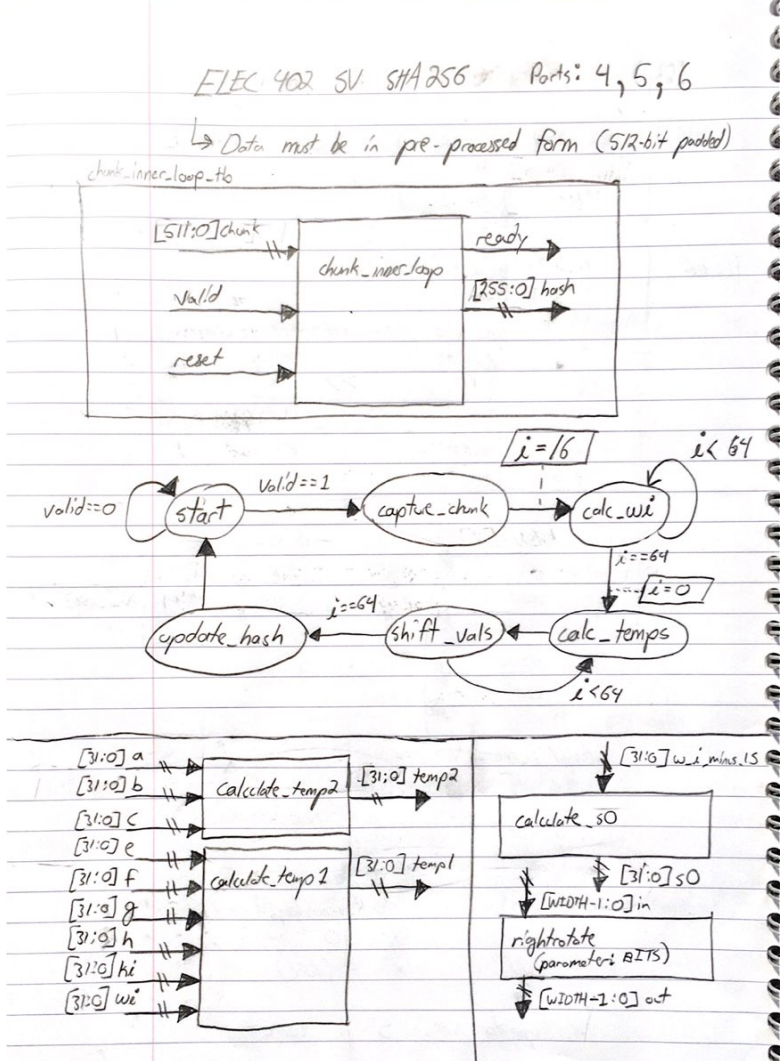 ELEC 402 SV SHA256 Ports: 4, 5, 6
↳ Data must be in pre-processed form (512-bit padded)
chunk_inner_loop_tb
[511:0] chunk
valid
reset
chunk_inner_loop
ready
[255:0] hash
valid==0
start
valid==1
capture_chunk
i=16
calc_wi
i<64
i==64
i=0
calc_temps
shift_vals
i<64
i==64
update_hash
[31:0] a
[31:0] b
[31:0] c
[31:0] e
[31:0] f
[31:0] g
[31:0] h
[31:0] ki
[31:0] wi
calculate_temp2
[31:0] temp2
calculate_temp1
[31:0] temp1
[31:0] w_i_minus_15
calculate_s0
[31:0] s0
[WIDTH-1:0] in
rightrotate
(parameter: BITS)
[WIDTH-1:0] out